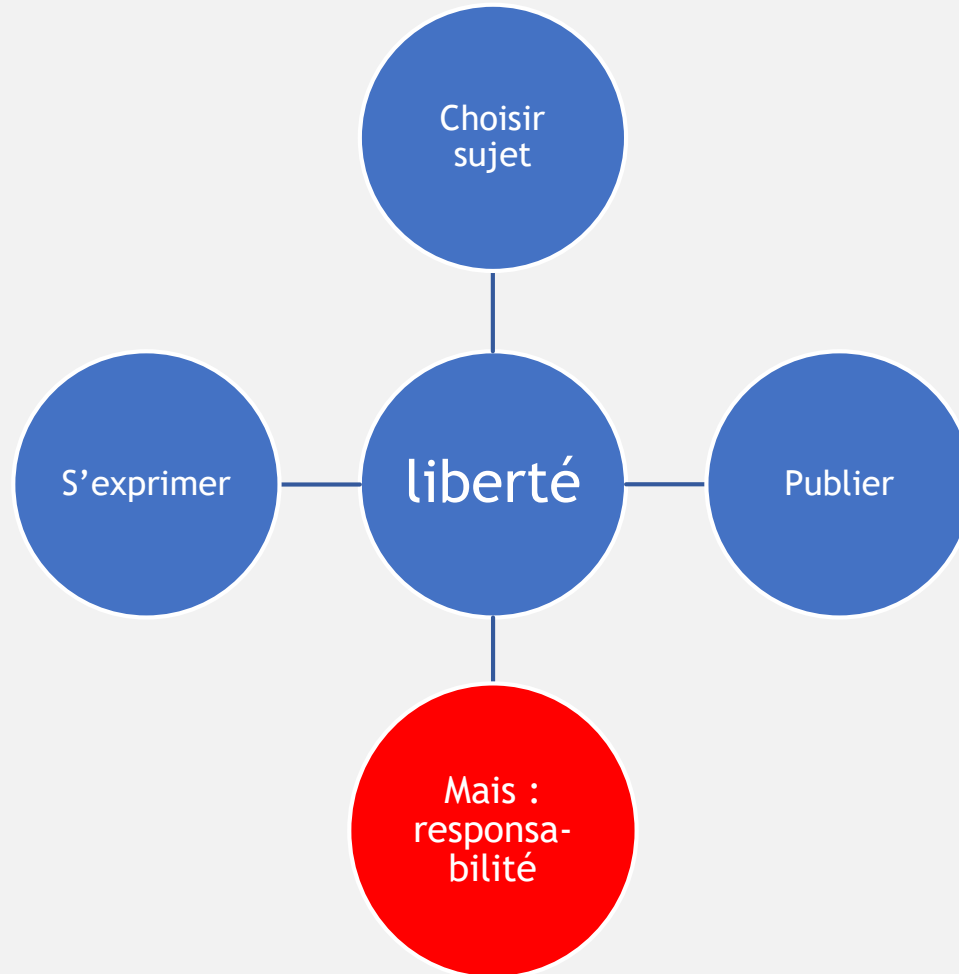 Choisir
sujet
S’exprimer
liberté
Publier
Mais :
responsa-
bilité